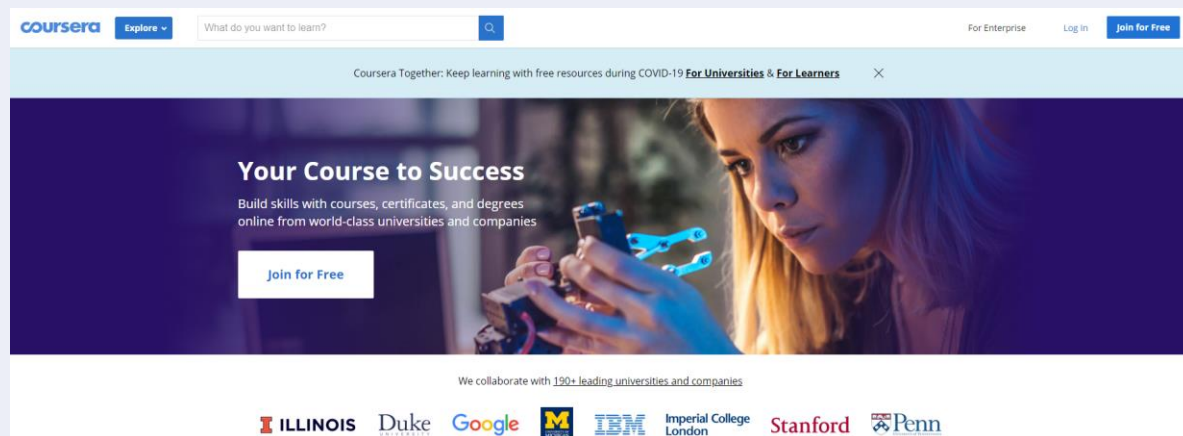 coursera Explore What do you want to learn? For Enterprise Log In Join for Free
Coursera Together: Keep learning with free resources during COVID-19 For Universities & For Learners
Your Course to Success
Build skills with courses, certificates, and degrees
online from world-class universities and companies
Join for Free
We collaborate with 190+ leading universities and companies
ILLINOIS Duke Google M IBM Imperial College London Stanford Penn
UNIVERSITY